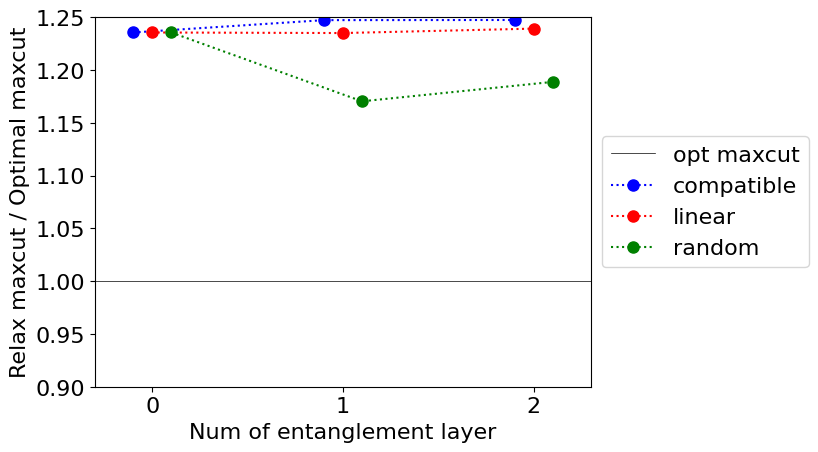 1.25
1.20
1.15
1.10
1.05
1.00
0.95
0.90
Relax maxcut / Optimal maxcut
0
1
2
Num of entanglement layer
opt maxcut
compatible
linear
random